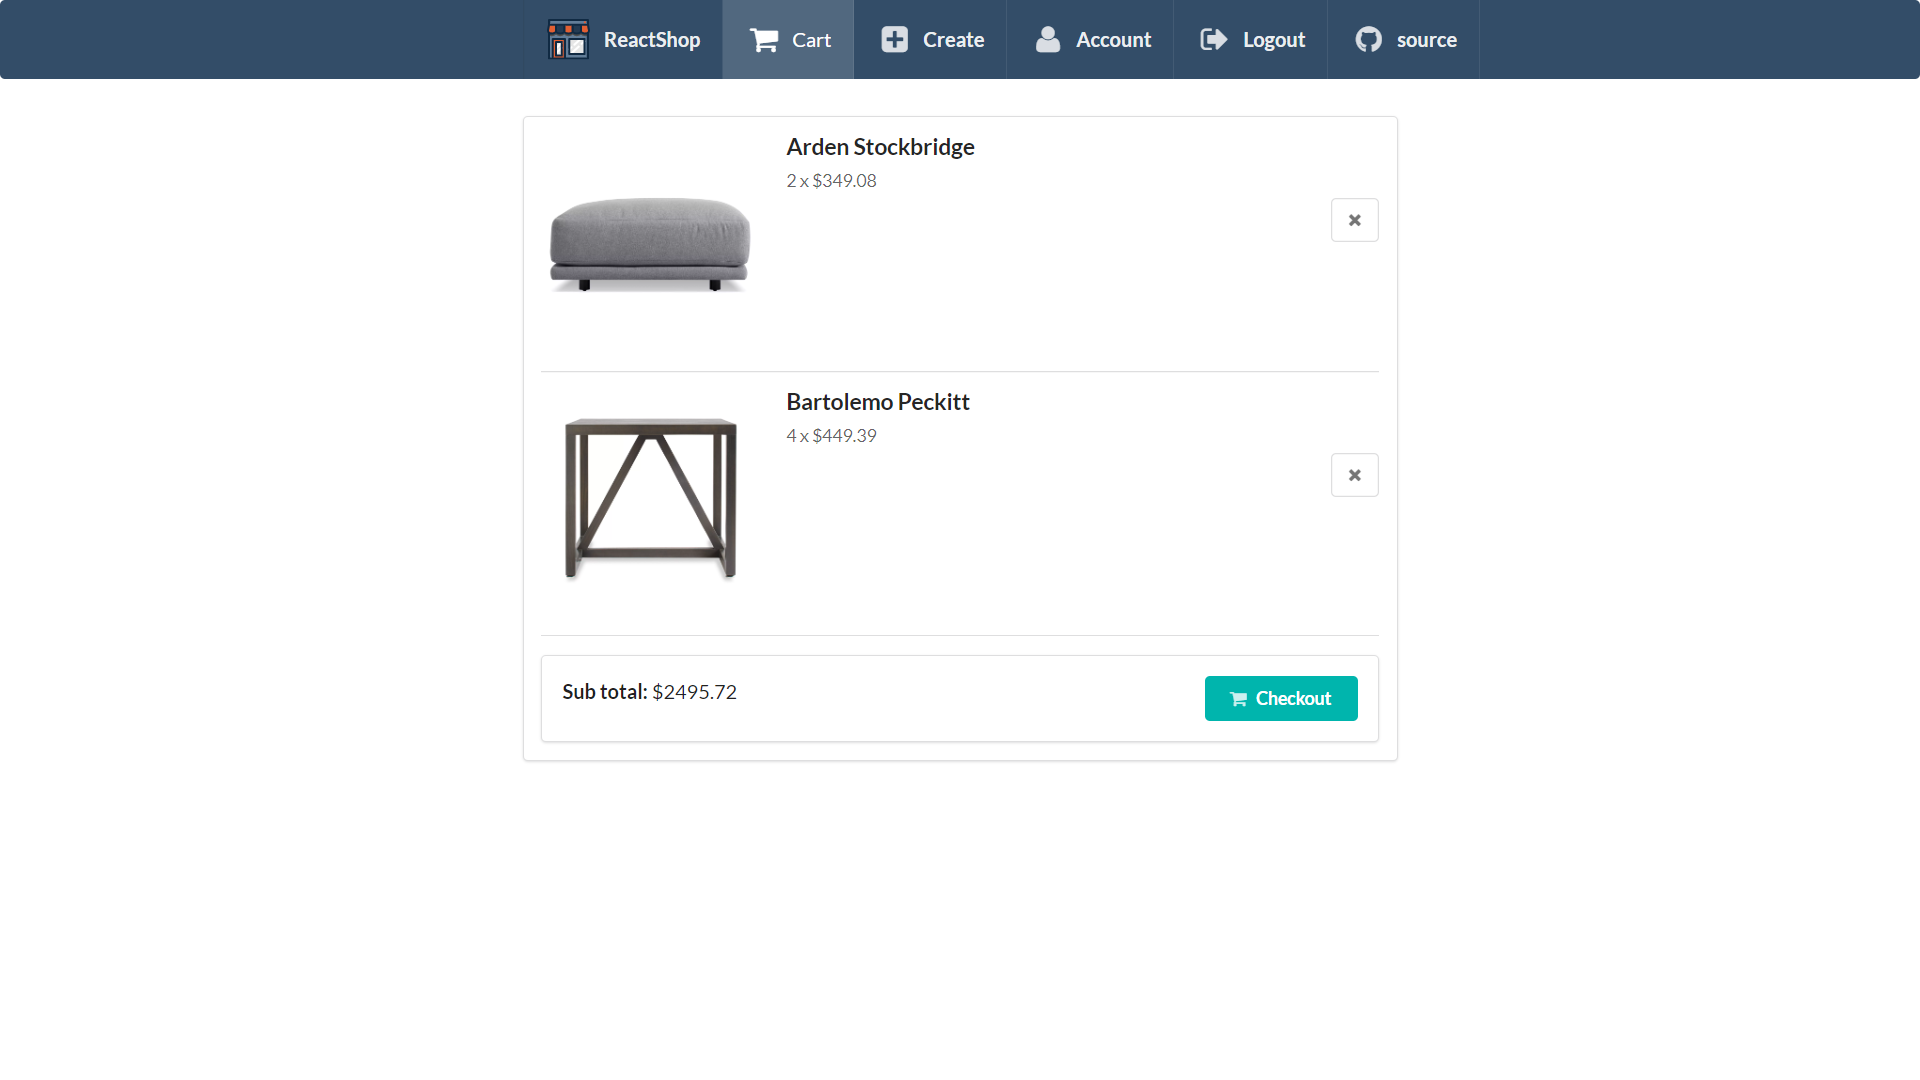 ReactShop
Cart
Create
Account
Logout
source
Arden Stockbridge
2 x $349.08
Bartolemo Peckitt
4 x $449.39
Sub total: $2495.72
Checkout